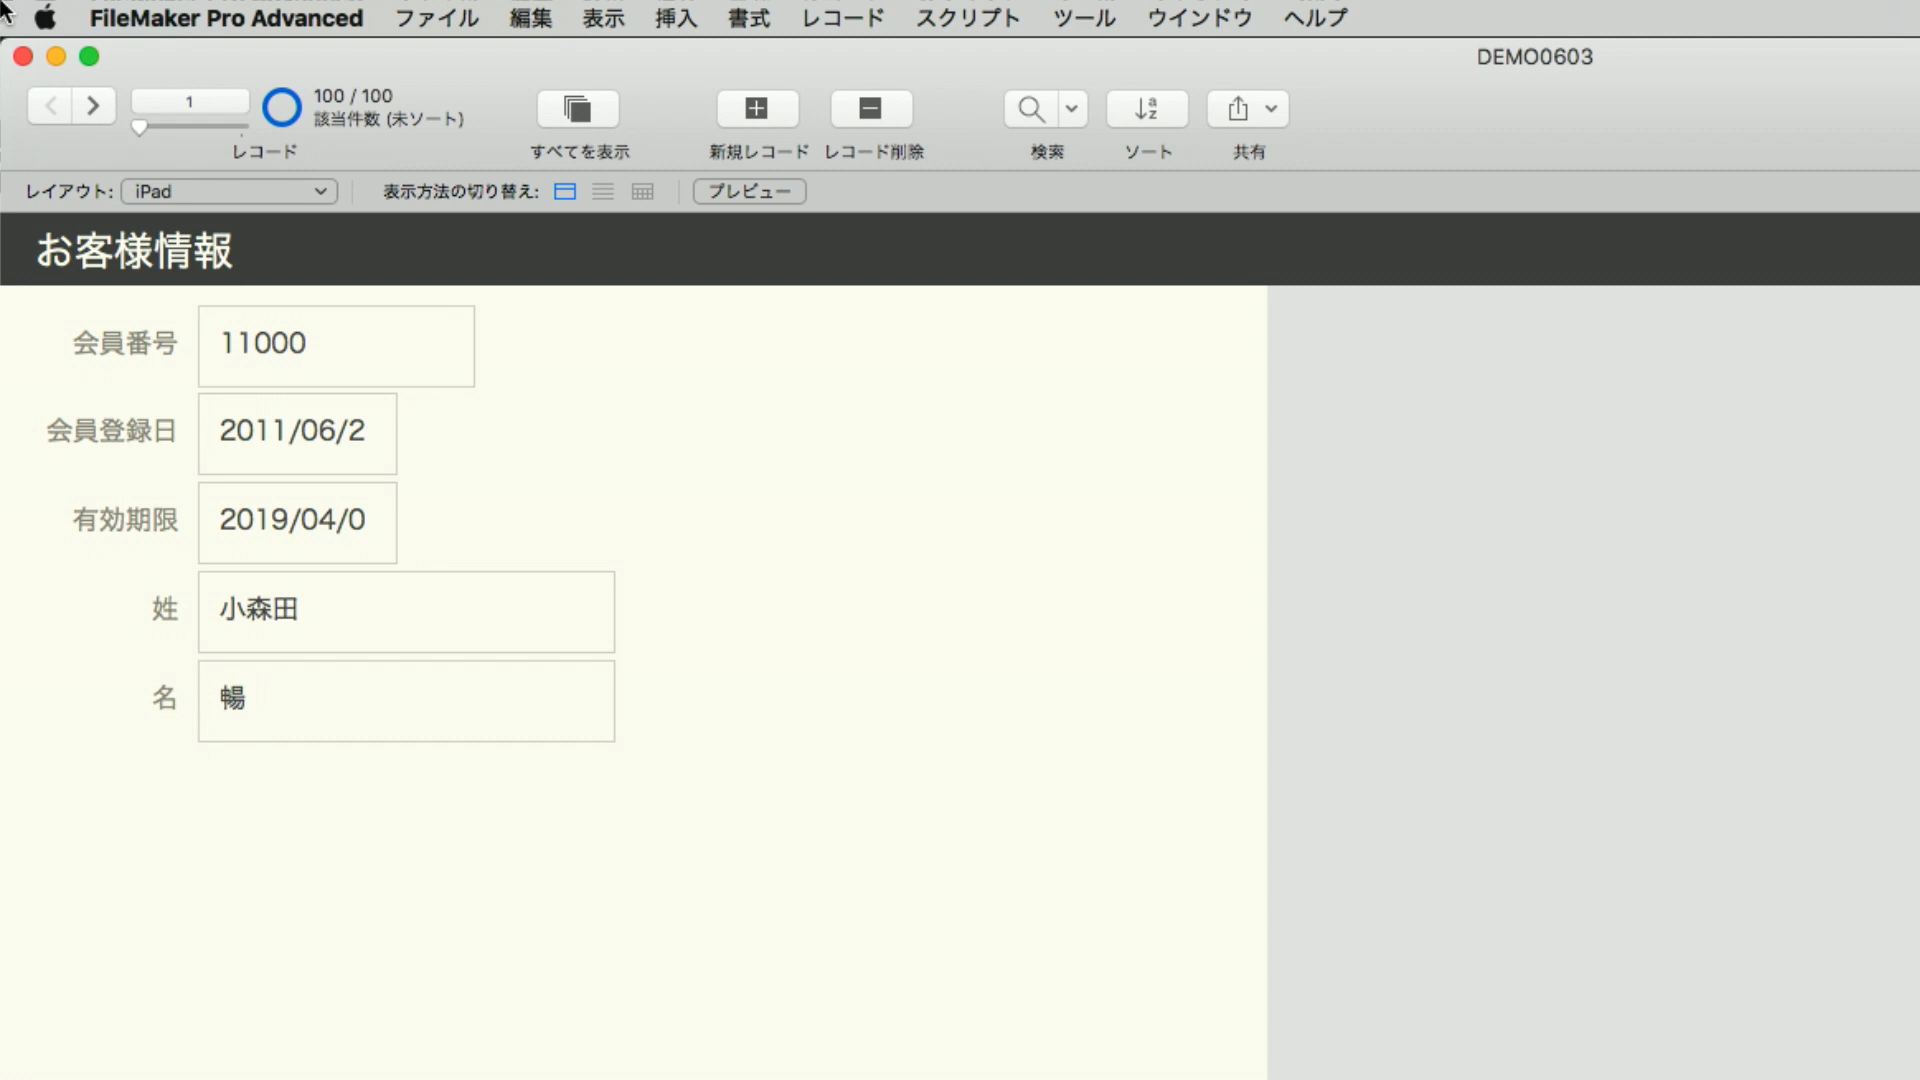 FileMaker Pro Advanced ファイル 編集 表示 挿入 書式 レコード スクリプト ツール ウインドウ ヘルプ
DEMO0603
1
100 / 100
該当件数 (未ソート)
レコード すべてを表示 新規レコード レコード削除 検索 ソート 共有
レイアウト: iPad 表示方法の切り替え: プレビュー
お客様情報
会員番号 11000
会員登録日 2011/06/2
有効期限 2019/04/0
姓 小森田
名 暢